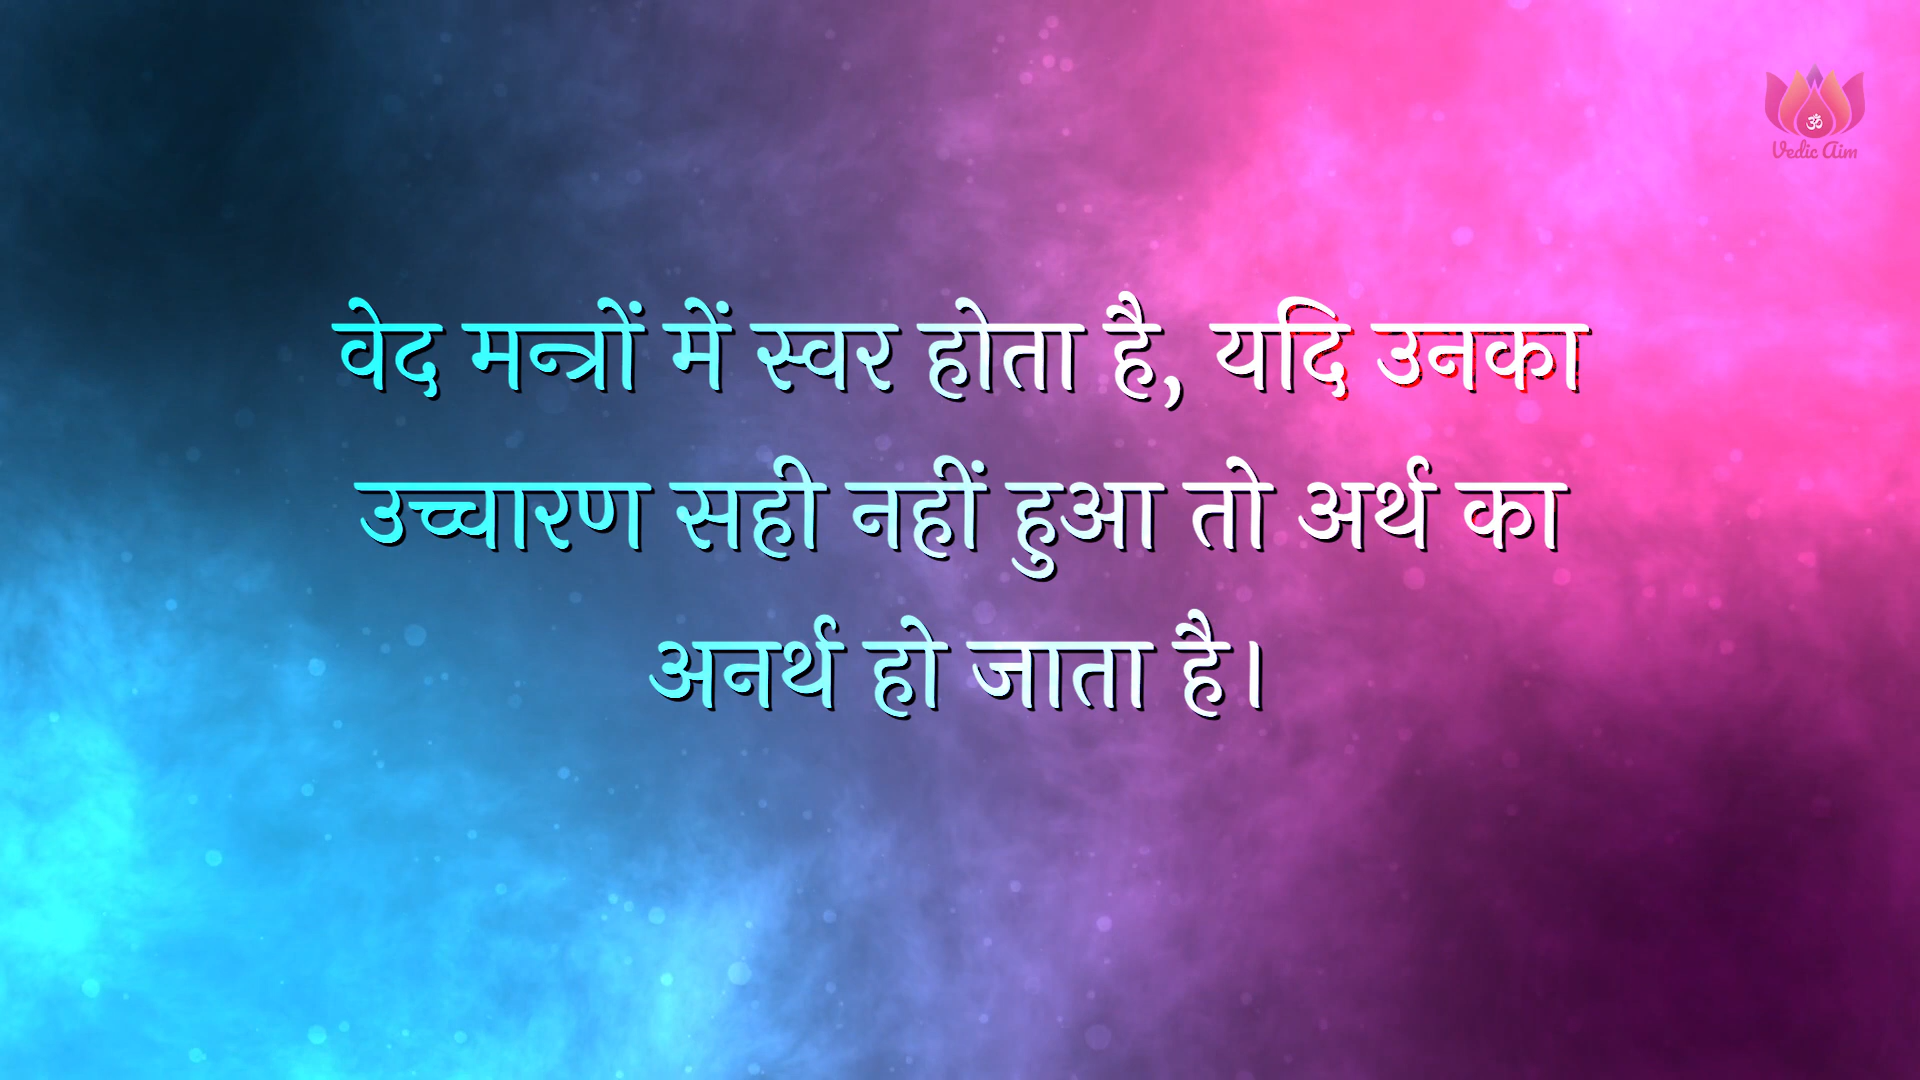 ॐ
Vedic Aim
वेद मन्त्रों में स्वर होता है, यदि उनका
उच्चारण सही नहीं हुआ तो अर्थ का
अनर्थ हो जाता है।